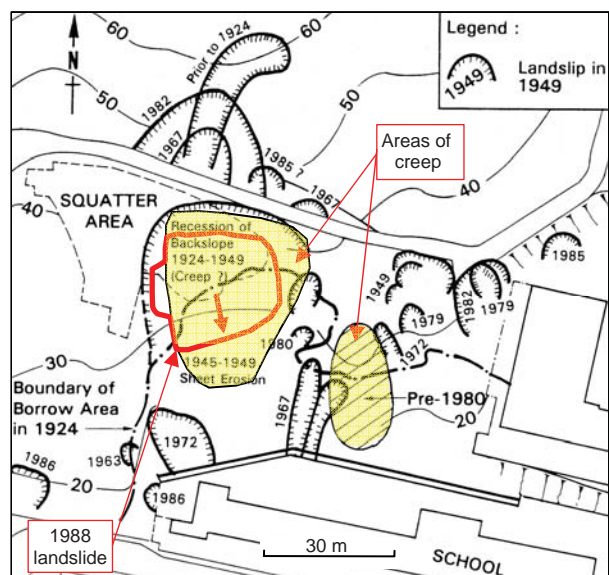 N
60
Prior to 1924
60
Legend :
1949
Landslip in
1949
50
1982
50
1967
Areas of
creep
1985 ?
1967
SQUATTER
AREA
40
40
Recession of
Backslope
1924-1949
(Creep ?)
1985
1949
1982
1979
1979
1980
1972
30
1945-1949
Sheet Erosion
Boundary of
Borrow Area
in 1924
1967
Pre-1980
20
1972
1963
1986
20
1986
1988
landslide
30 m
SCHOOL